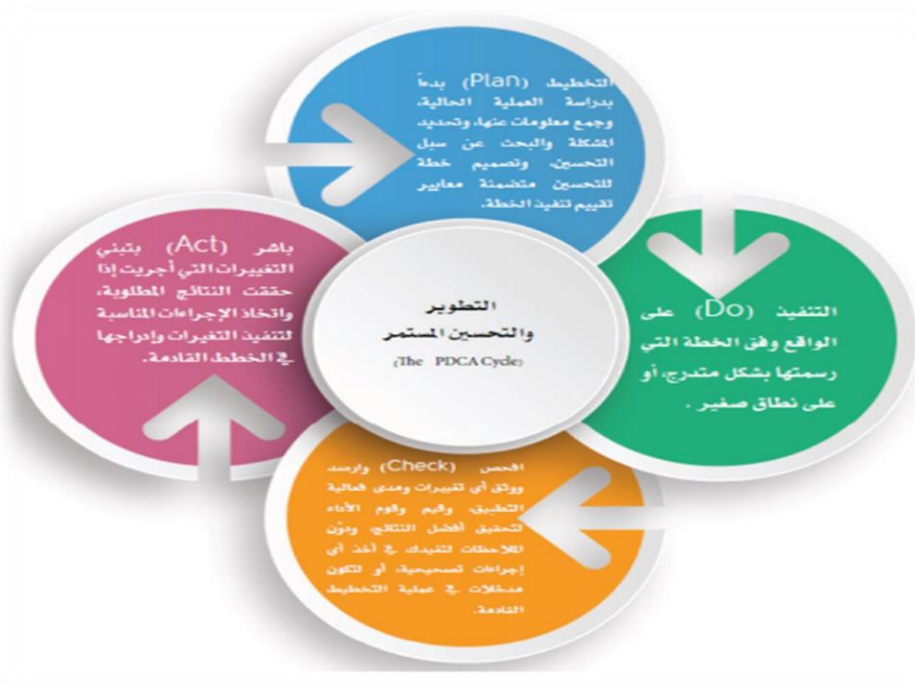 التخطيط (Plan) بدءاً
بدراسة العملية الحالية،
وجمع معلومات عنها، وتحديد
المشكلة والبحث عن سبل
التحسين، وتصميم خطة
للتحسين متضمنة معايير
تقييم تنفيذ الخطة.
التنفيذ (Do) على
الواقع وفق الخطة التي
رسمتها بشكل متدرج، أو
على نطاق صغير .
افحص (Check) وارصد
ووثق أي تغييرات ومدى فعالية
التطبيق، وقيم وقوم الأداء
لتحقيق أفضل النتائج، ودوّن
الملاحظات لتفيدك في أخذ أي
إجراءات تصحيحية، أو لتكون
مدخلات في عملية التخطيط
القادمة.
باشر (Act) بتبني
التغييرات التي أجريت إذا
حققت النتائج المطلوبة،
واتخاذ الإجراءات المناسبة
لتنفيذ التغيرات وإدراجها
في الخطط القادمة.
التطوير
والتحسين المستمر
(The PDCA Cycle)